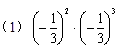 (1) (-1/3)² · (-1/3)³